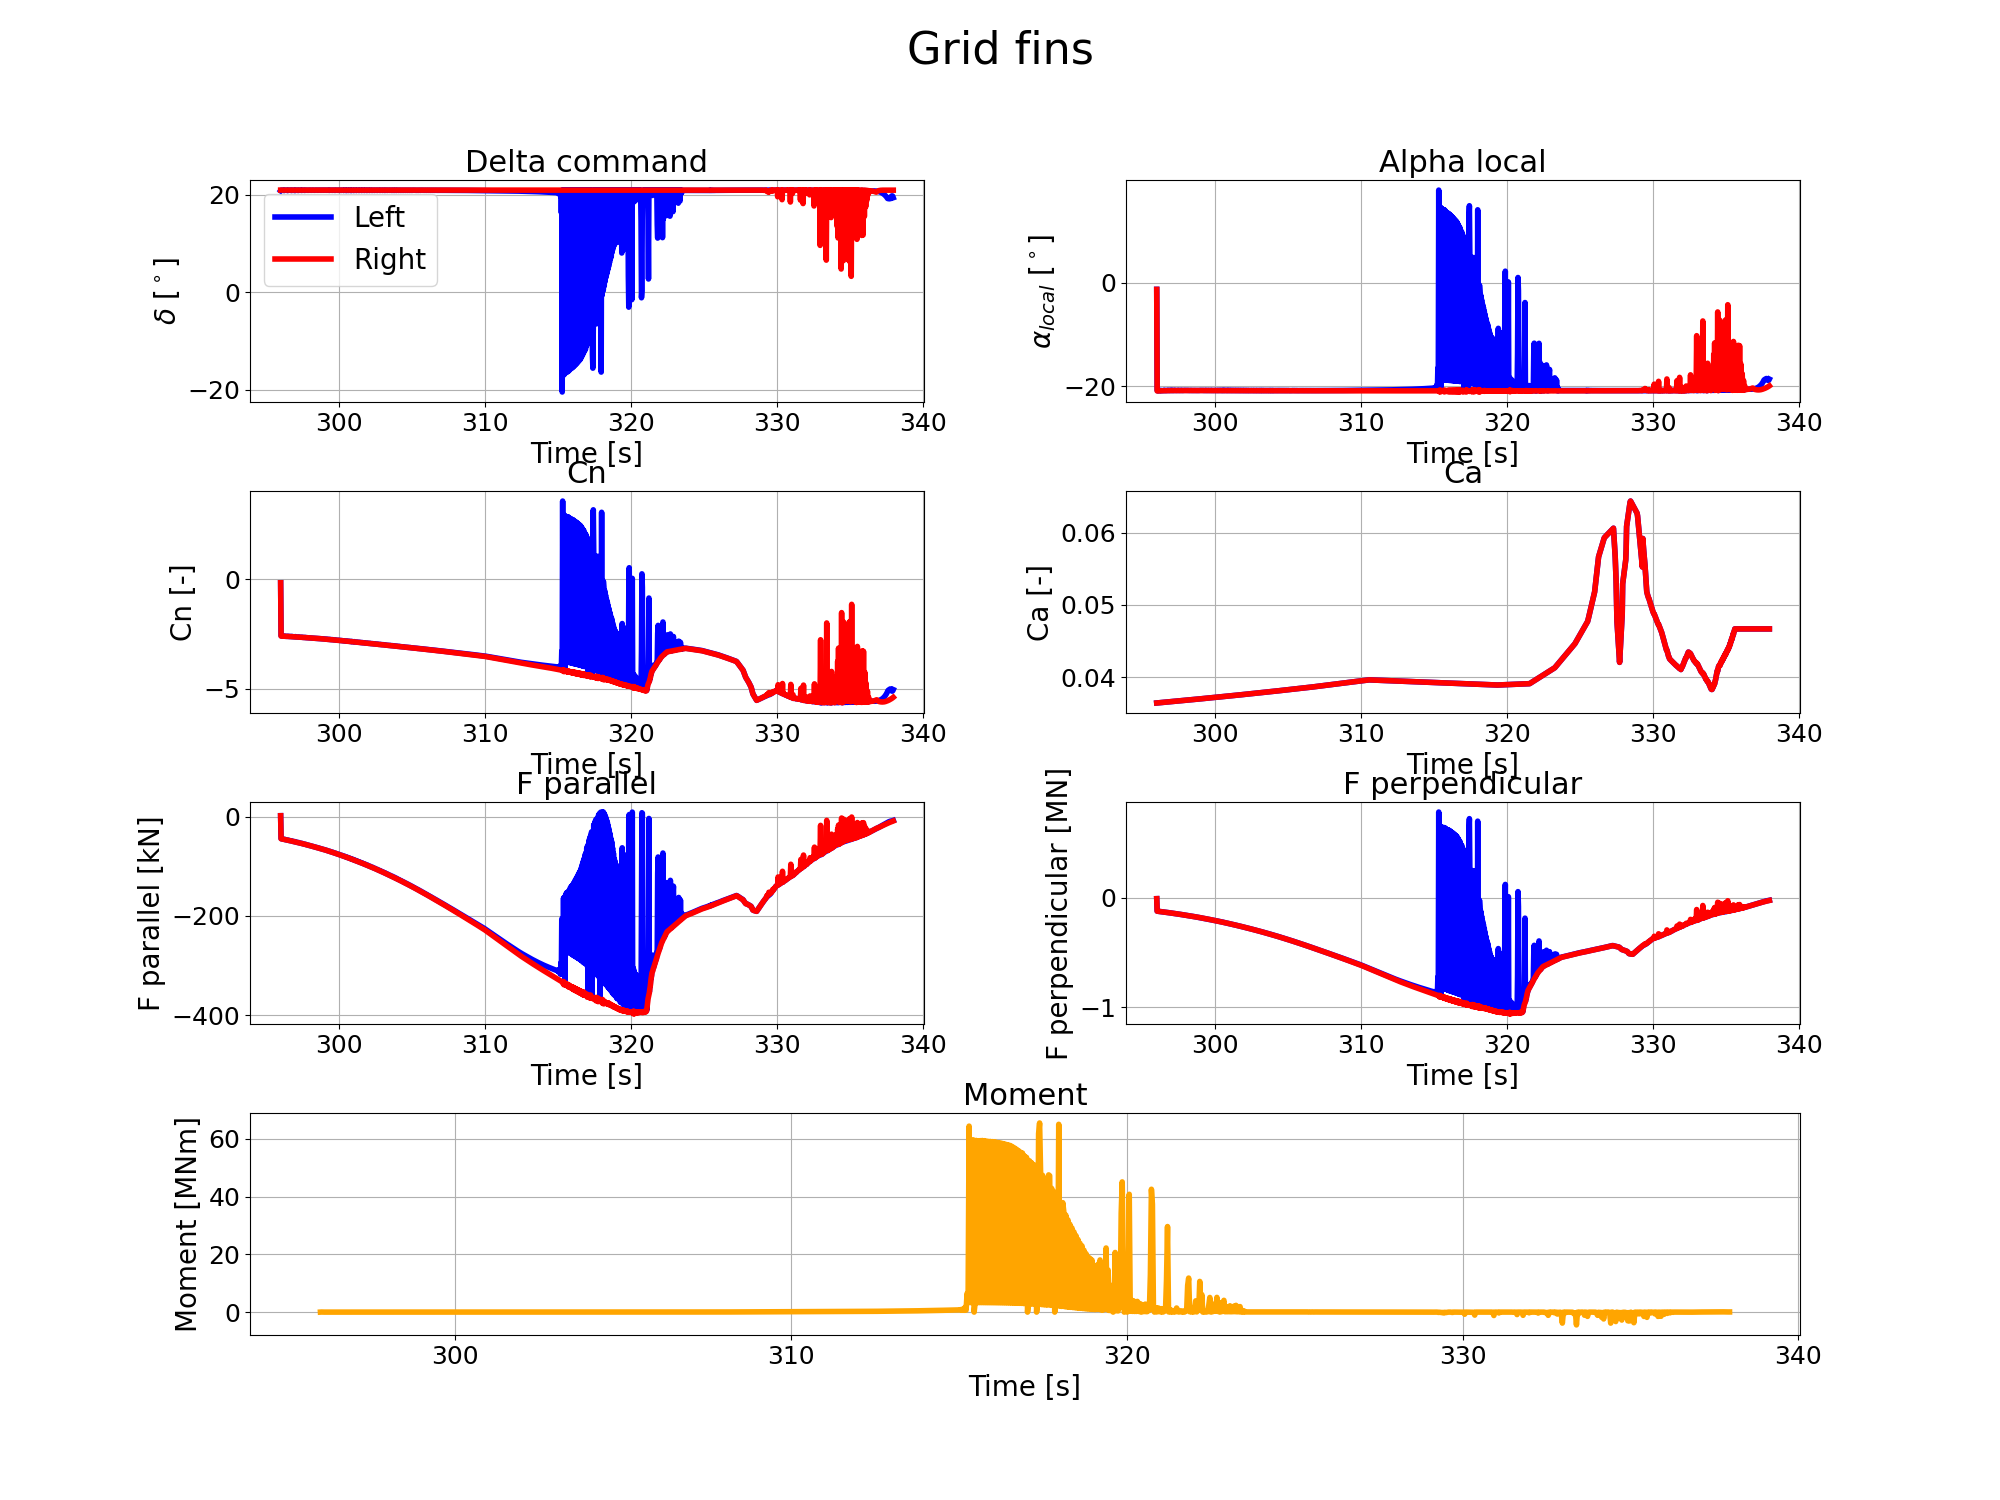 Grid fins
Delta command
20
0
−20
δ [°]
Left
Right
300 310 320 330 340
Time [s]
Alpha local
0
−20
α_local [°]
300 310 320 330 340
Time [s]
Cn
0
−5
Cn [-]
300 310 320 330 340
Time [s]
Ca
0.06
0.05
0.04
Ca [-]
300 310 320 330 340
Time [s]
F parallel
0
−200
−400
F parallel [kN]
300 310 320 330 340
Time [s]
F perpendicular
0
−1
F perpendicular [MN]
300 310 320 330 340
Time [s]
Moment
60
40
20
0
Moment [MNm]
300 310 320 330 340
Time [s]